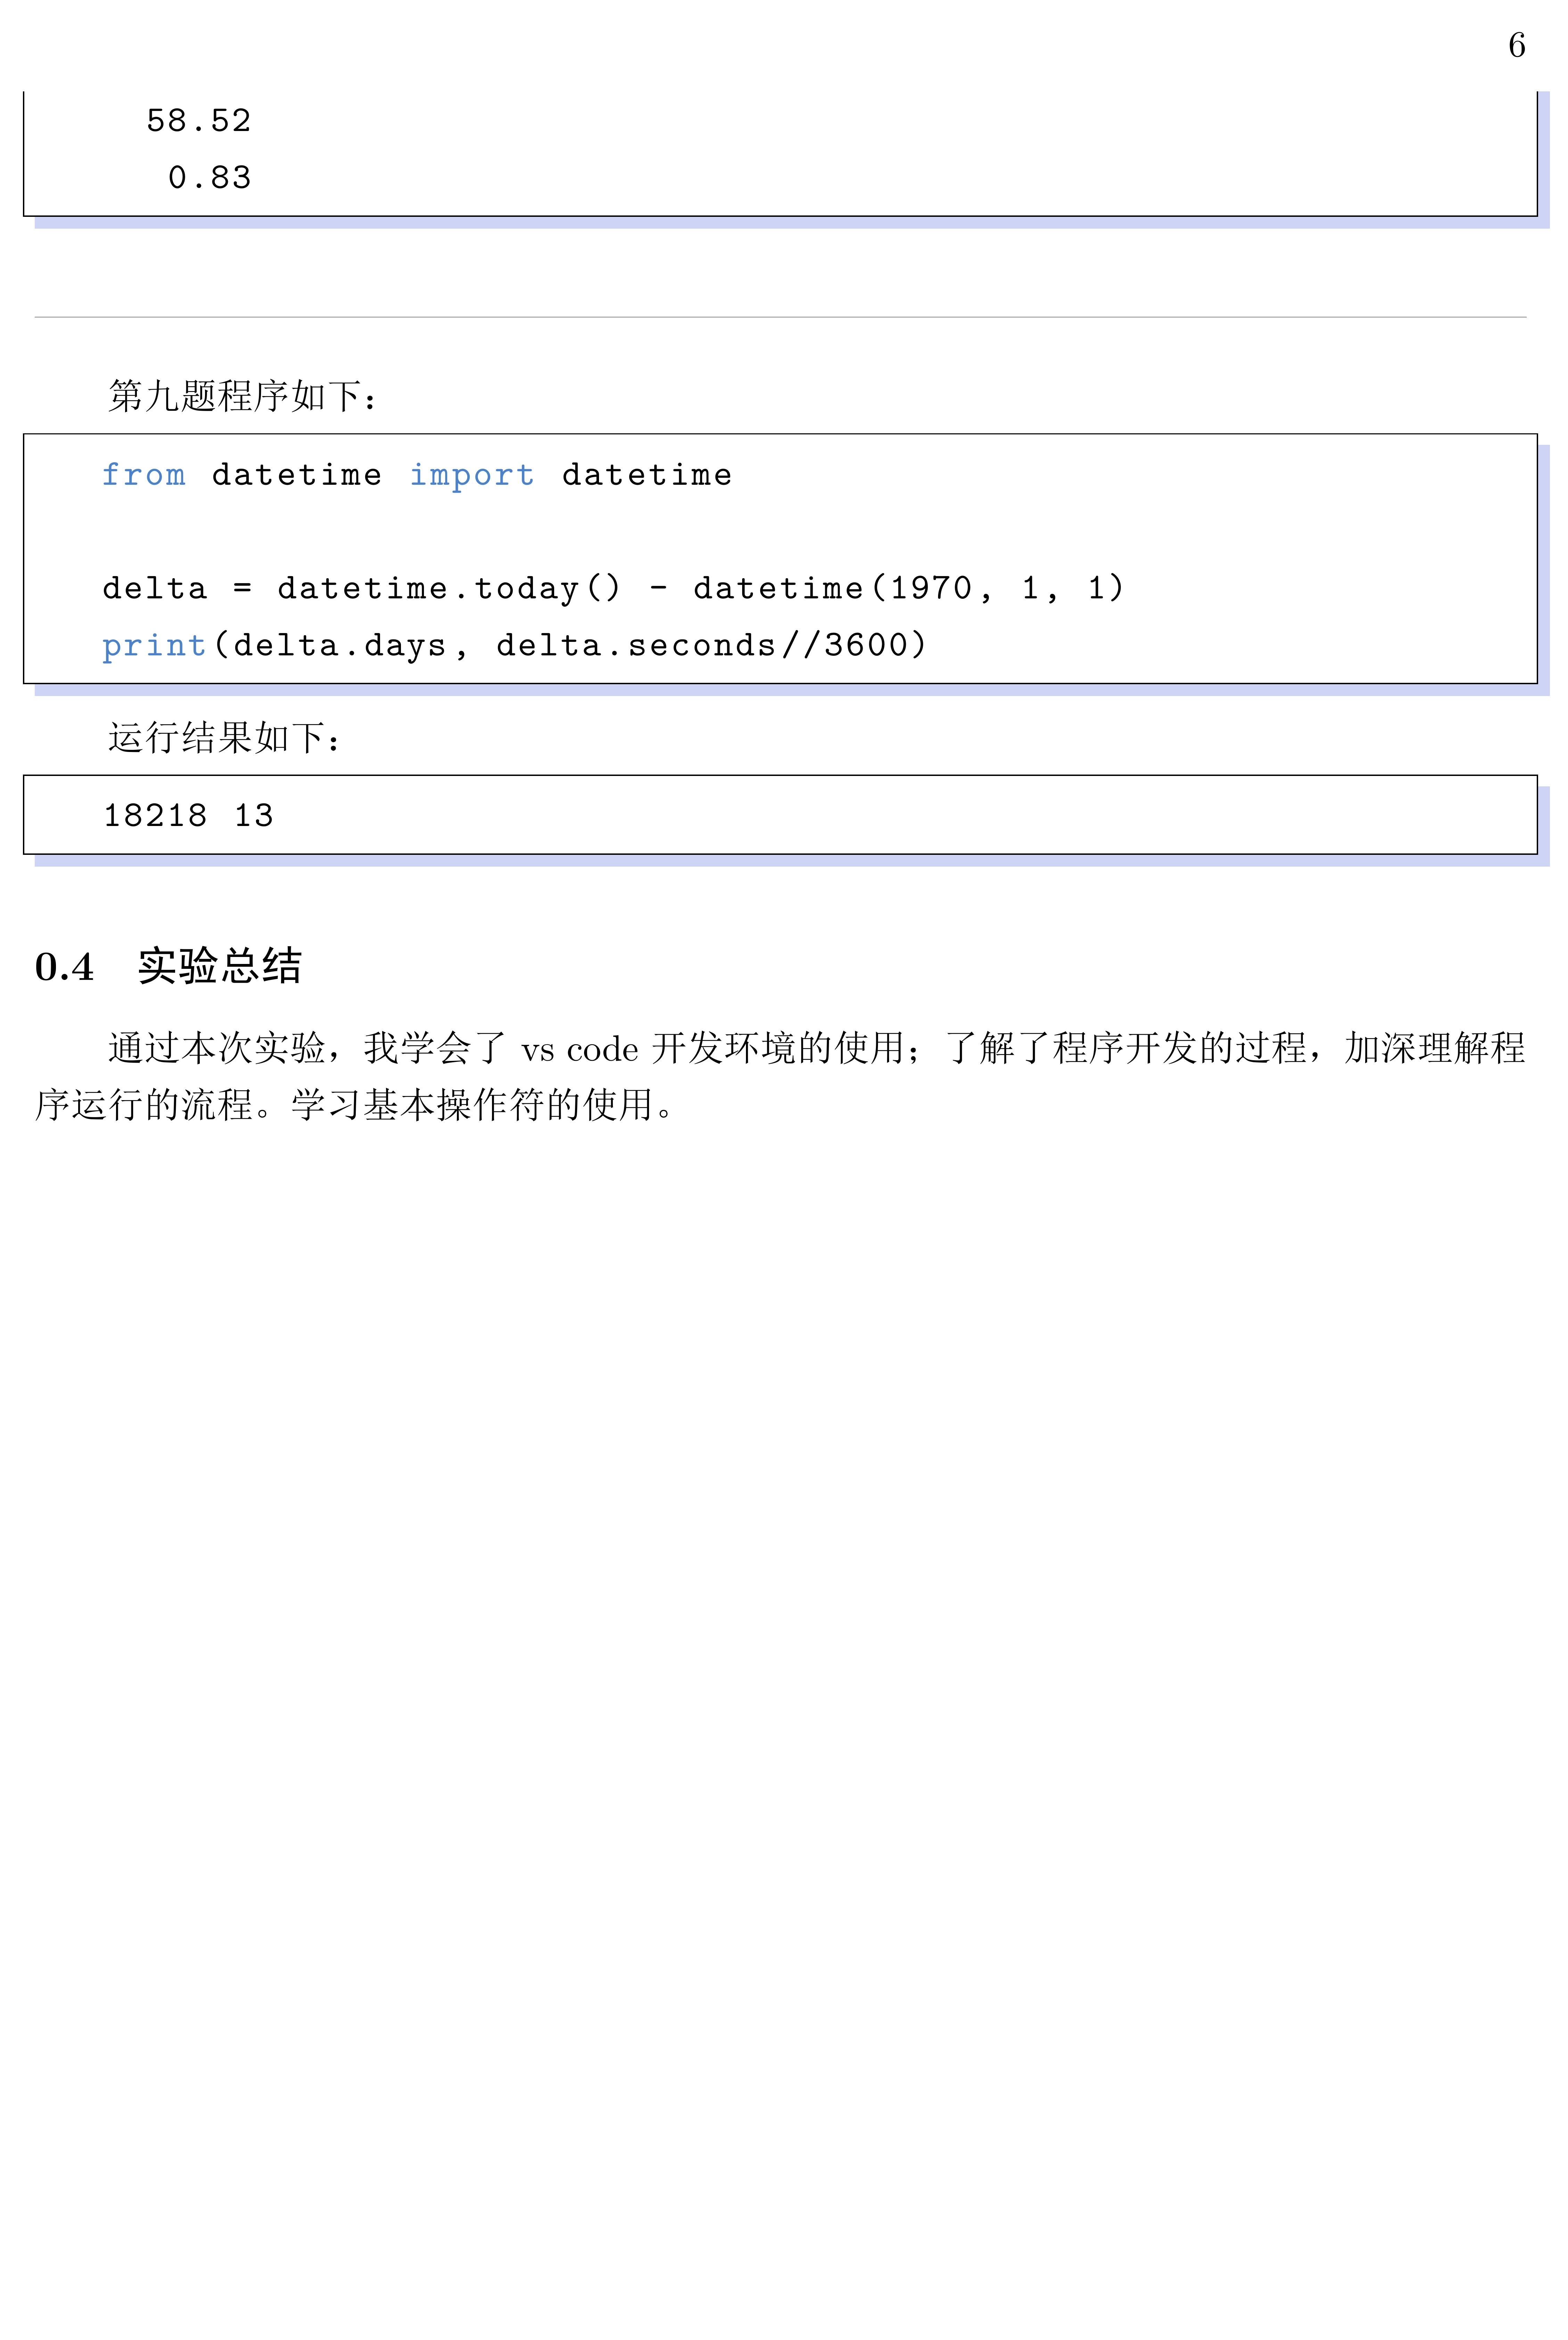 6
58.52
0.83
第九题程序如下：
from datetime import datetime
delta = datetime.today() - datetime(1970, 1, 1)
print(delta.days, delta.seconds//3600)
运行结果如下：
18218 13
0.4 实验总结
通过本次实验，我学会了 vs code 开发环境的使用；了解了程序开发的过程，加深理解程
序运行的流程。学习基本操作符的使用。